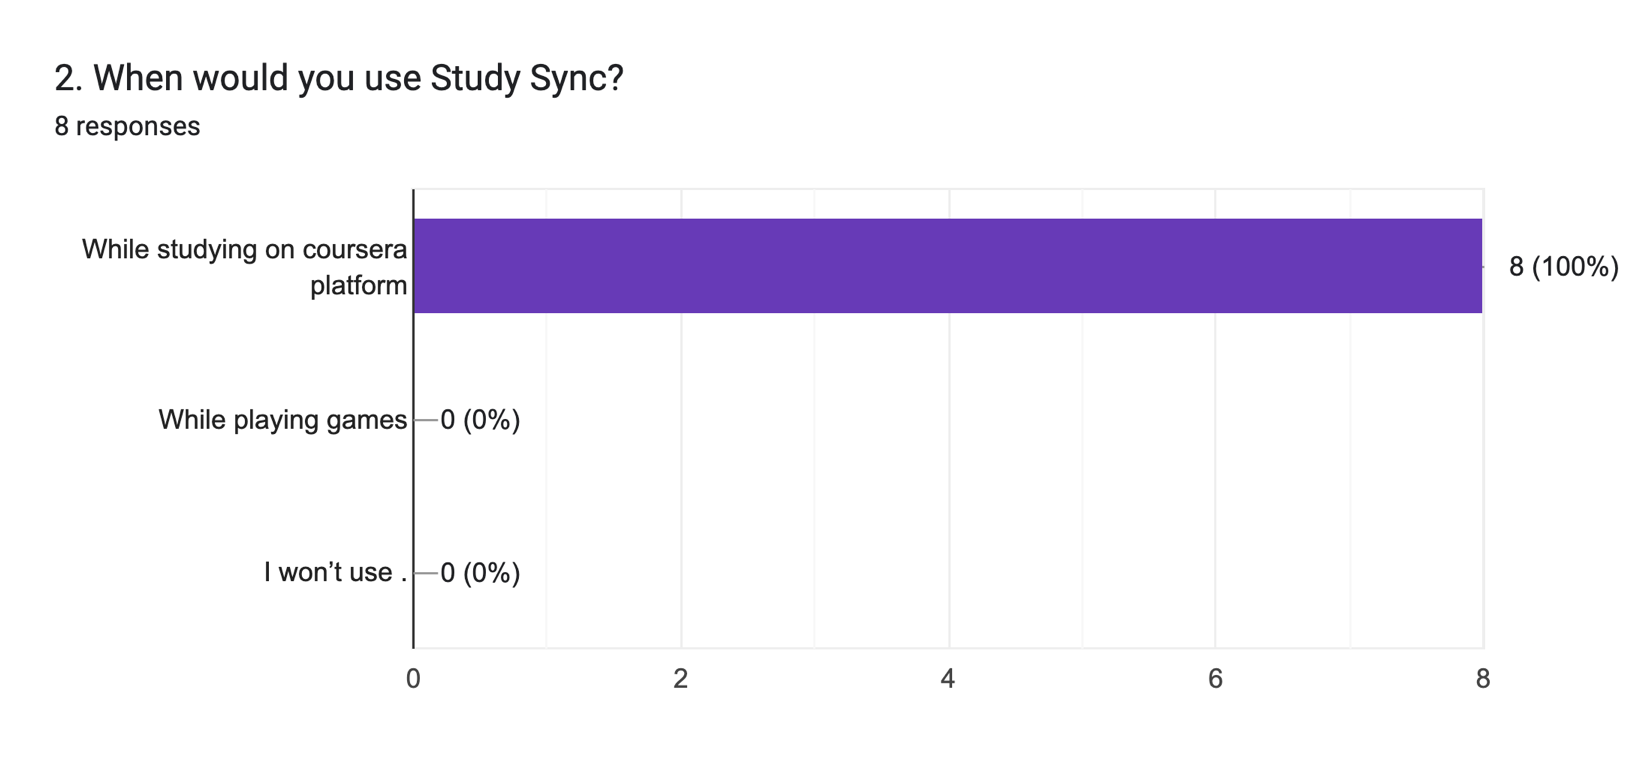 2. When would you use Study Sync?
8 responses
While studying on coursera
platform
8 (100%)
While playing games
0 (0%)
I won’t use .
0 (0%)
0
2
4
6
8